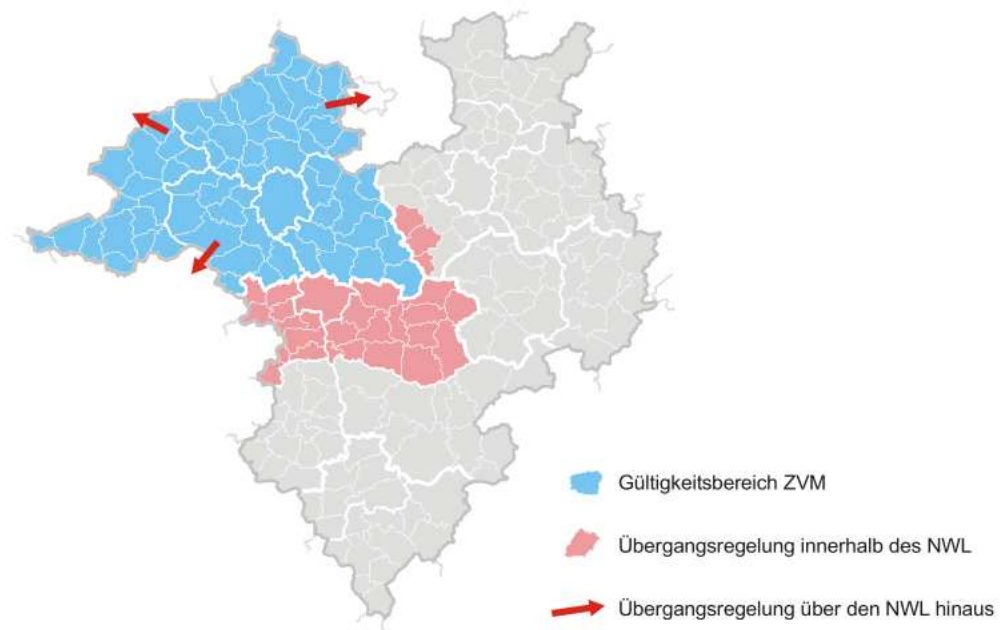 Gültigkeitsbereich ZVM
Übergangsregelung innerhalb des NWL
Übergangsregelung über den NWL hinaus